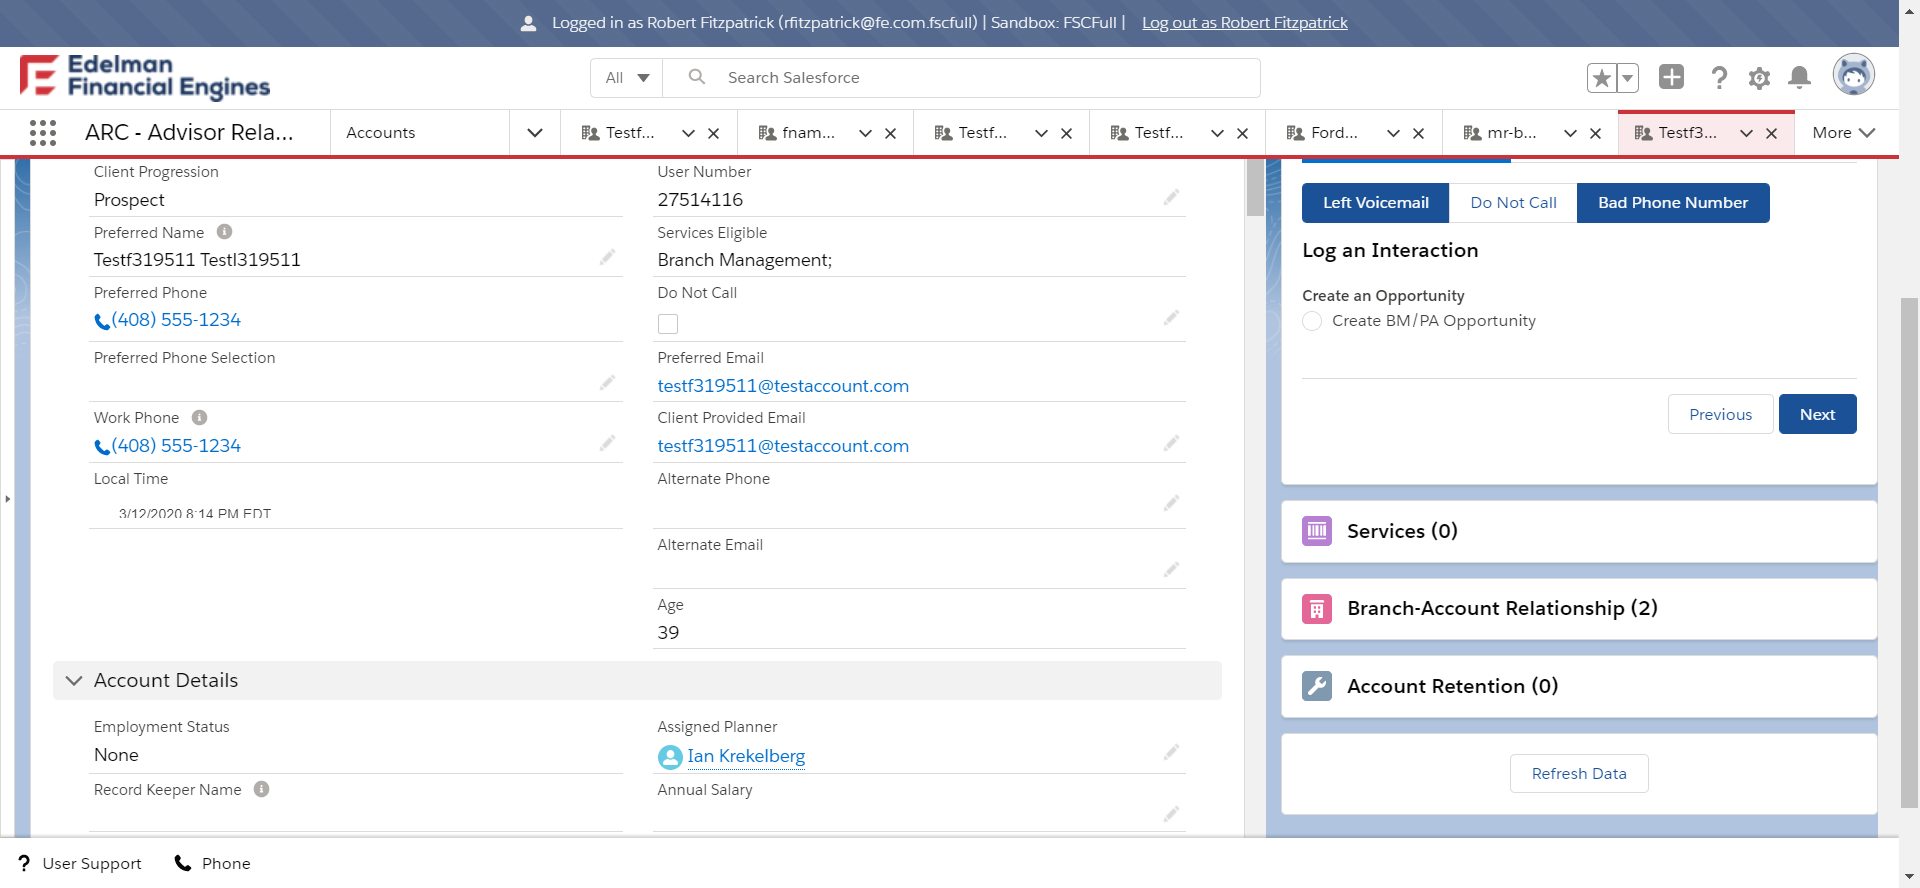 Logged in as Robert Fitzpatrick (rfitzpatrick@fe.com.fscfull) | Sandbox: FSCFull | Log out as Robert Fitzpatrick
Edelman
Financial Engines
All
Search Salesforce
ARC - Advisor Rela...
Accounts
Testf...
fnam...
Testf...
Testf...
Ford...
mr-b...
Testf3...
More
Client Progression
Prospect
User Number
27514116
Preferred Name
Testf319511 Testl319511
Services Eligible
Branch Management;
Preferred Phone
(408) 555-1234
Do Not Call
Preferred Phone Selection
Preferred Email
testf319511@testaccount.com
Work Phone
(408) 555-1234
Client Provided Email
testf319511@testaccount.com
Local Time
3/12/2020 8:14 PM EDT
Alternate Phone
Alternate Email
Age
39
Account Details
Employment Status
None
Assigned Planner
Ian Krekelberg
Record Keeper Name
Annual Salary
Left Voicemail
Do Not Call
Bad Phone Number
Log an Interaction
Create an Opportunity
Create BM/PA Opportunity
Previous
Next
Services (0)
Branch-Account Relationship (2)
Account Retention (0)
Refresh Data
? User Support
Phone